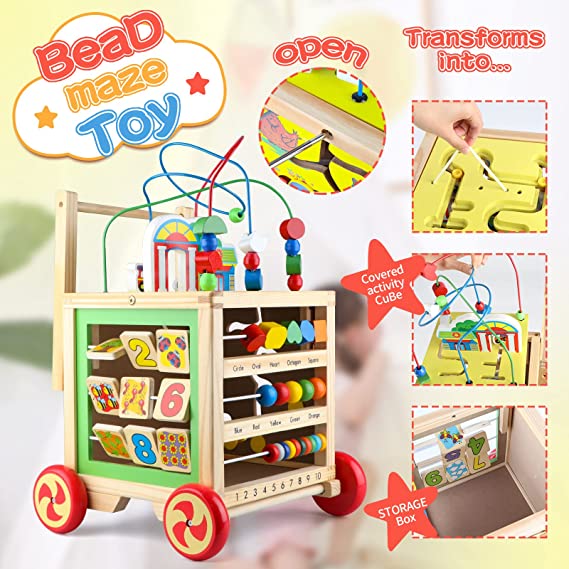 BeaD
maze
Toy
open
Transforms
into...
Covered
activity
CuBe
2
6
8
Circle Oval Heart Octagon Square
Blue Red Yellow Green Orange
1 2 3 4 5 6 7 8 9 10
STORAGE
Box